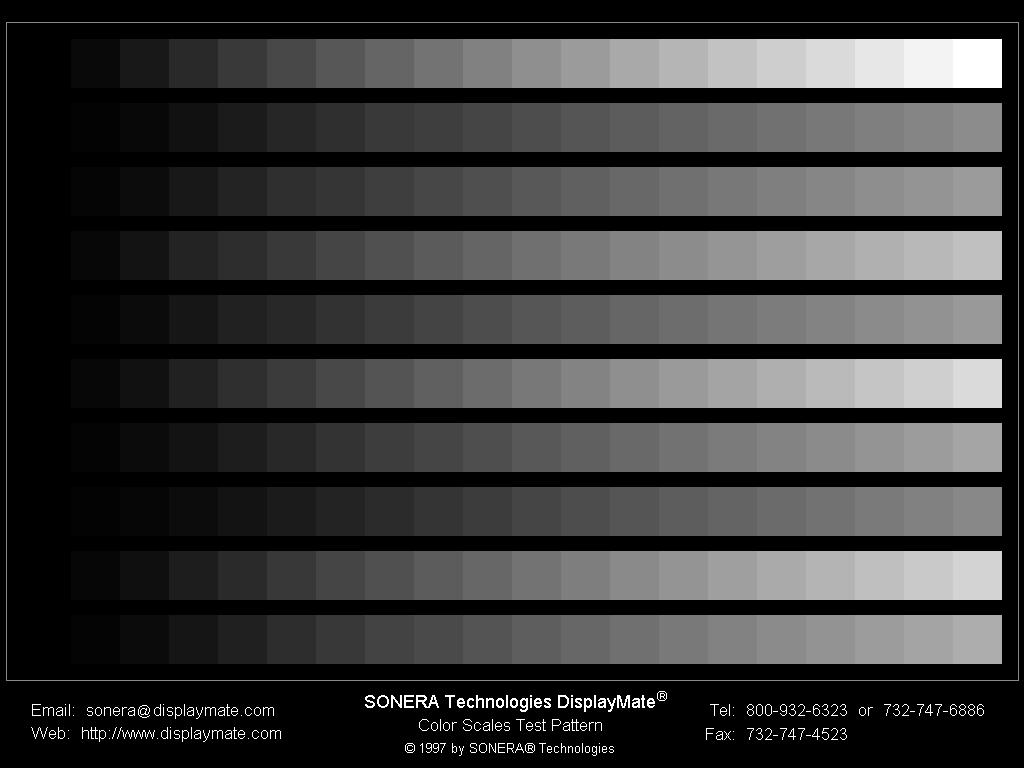 SONERA Technologies DisplayMate®
Email: sonera@displaymate.com
Color Scales Test Pattern
Tel: 800-932-6323 or 732-747-6886
Web: http://www.displaymate.com
Fax: 732-747-4523
© 1997 by SONERA® Technologies